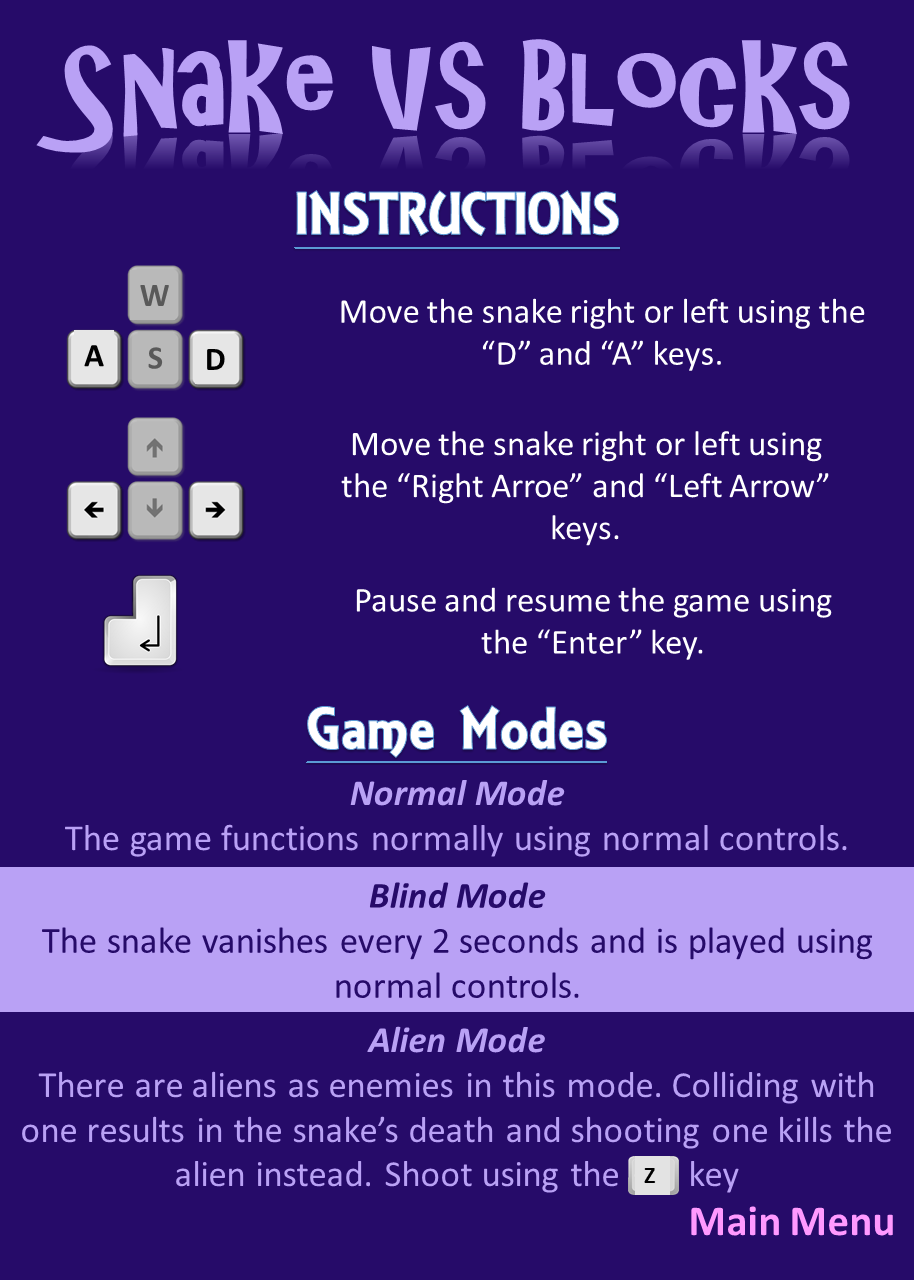 Snake VS Blocks
INSTRUCTIONS
W
A S D
Move the snake right or left using the
“D” and “A” keys.
↑
← ↓ →
Move the snake right or left using
the “Right Arroe” and “Left Arrow”
keys.
Pause and resume the game using
the “Enter” key.
Game Modes
Normal Mode
The game functions normally using normal controls.
Blind Mode
The snake vanishes every 2 seconds and is played using
normal controls.
Alien Mode
There are aliens as enemies in this mode. Colliding with
one results in the snake’s death and shooting one kills the
alien instead. Shoot using the Z key
Main Menu